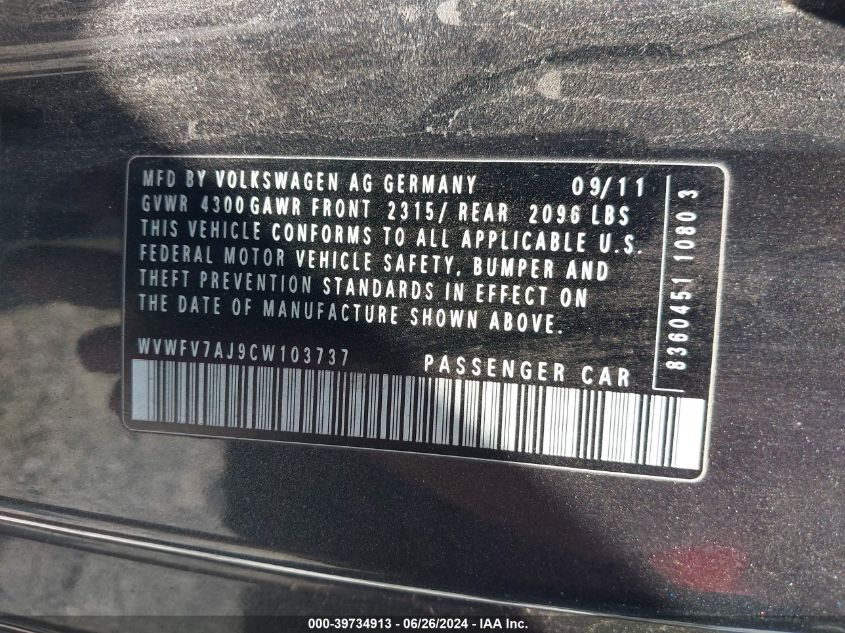 MFD BY VOLKSWAGEN AG GERMANY 09/11
GVWR 4300 GAWR FRONT 2315/ REAR 2096 LBS
THIS VEHICLE CONFORMS TO ALL APPLICABLE U.S.
FEDERAL MOTOR VEHICLE SAFETY, BUMPER AND
THEFT PREVENTION STANDARDS IN EFFECT ON
THE DATE OF MANUFACTURE SHOWN ABOVE.
WVWFV7AJ9CW103737 PASSENGER CAR
8360451 1080 3
000-39734913 - 06/26/2024 - IAA Inc.